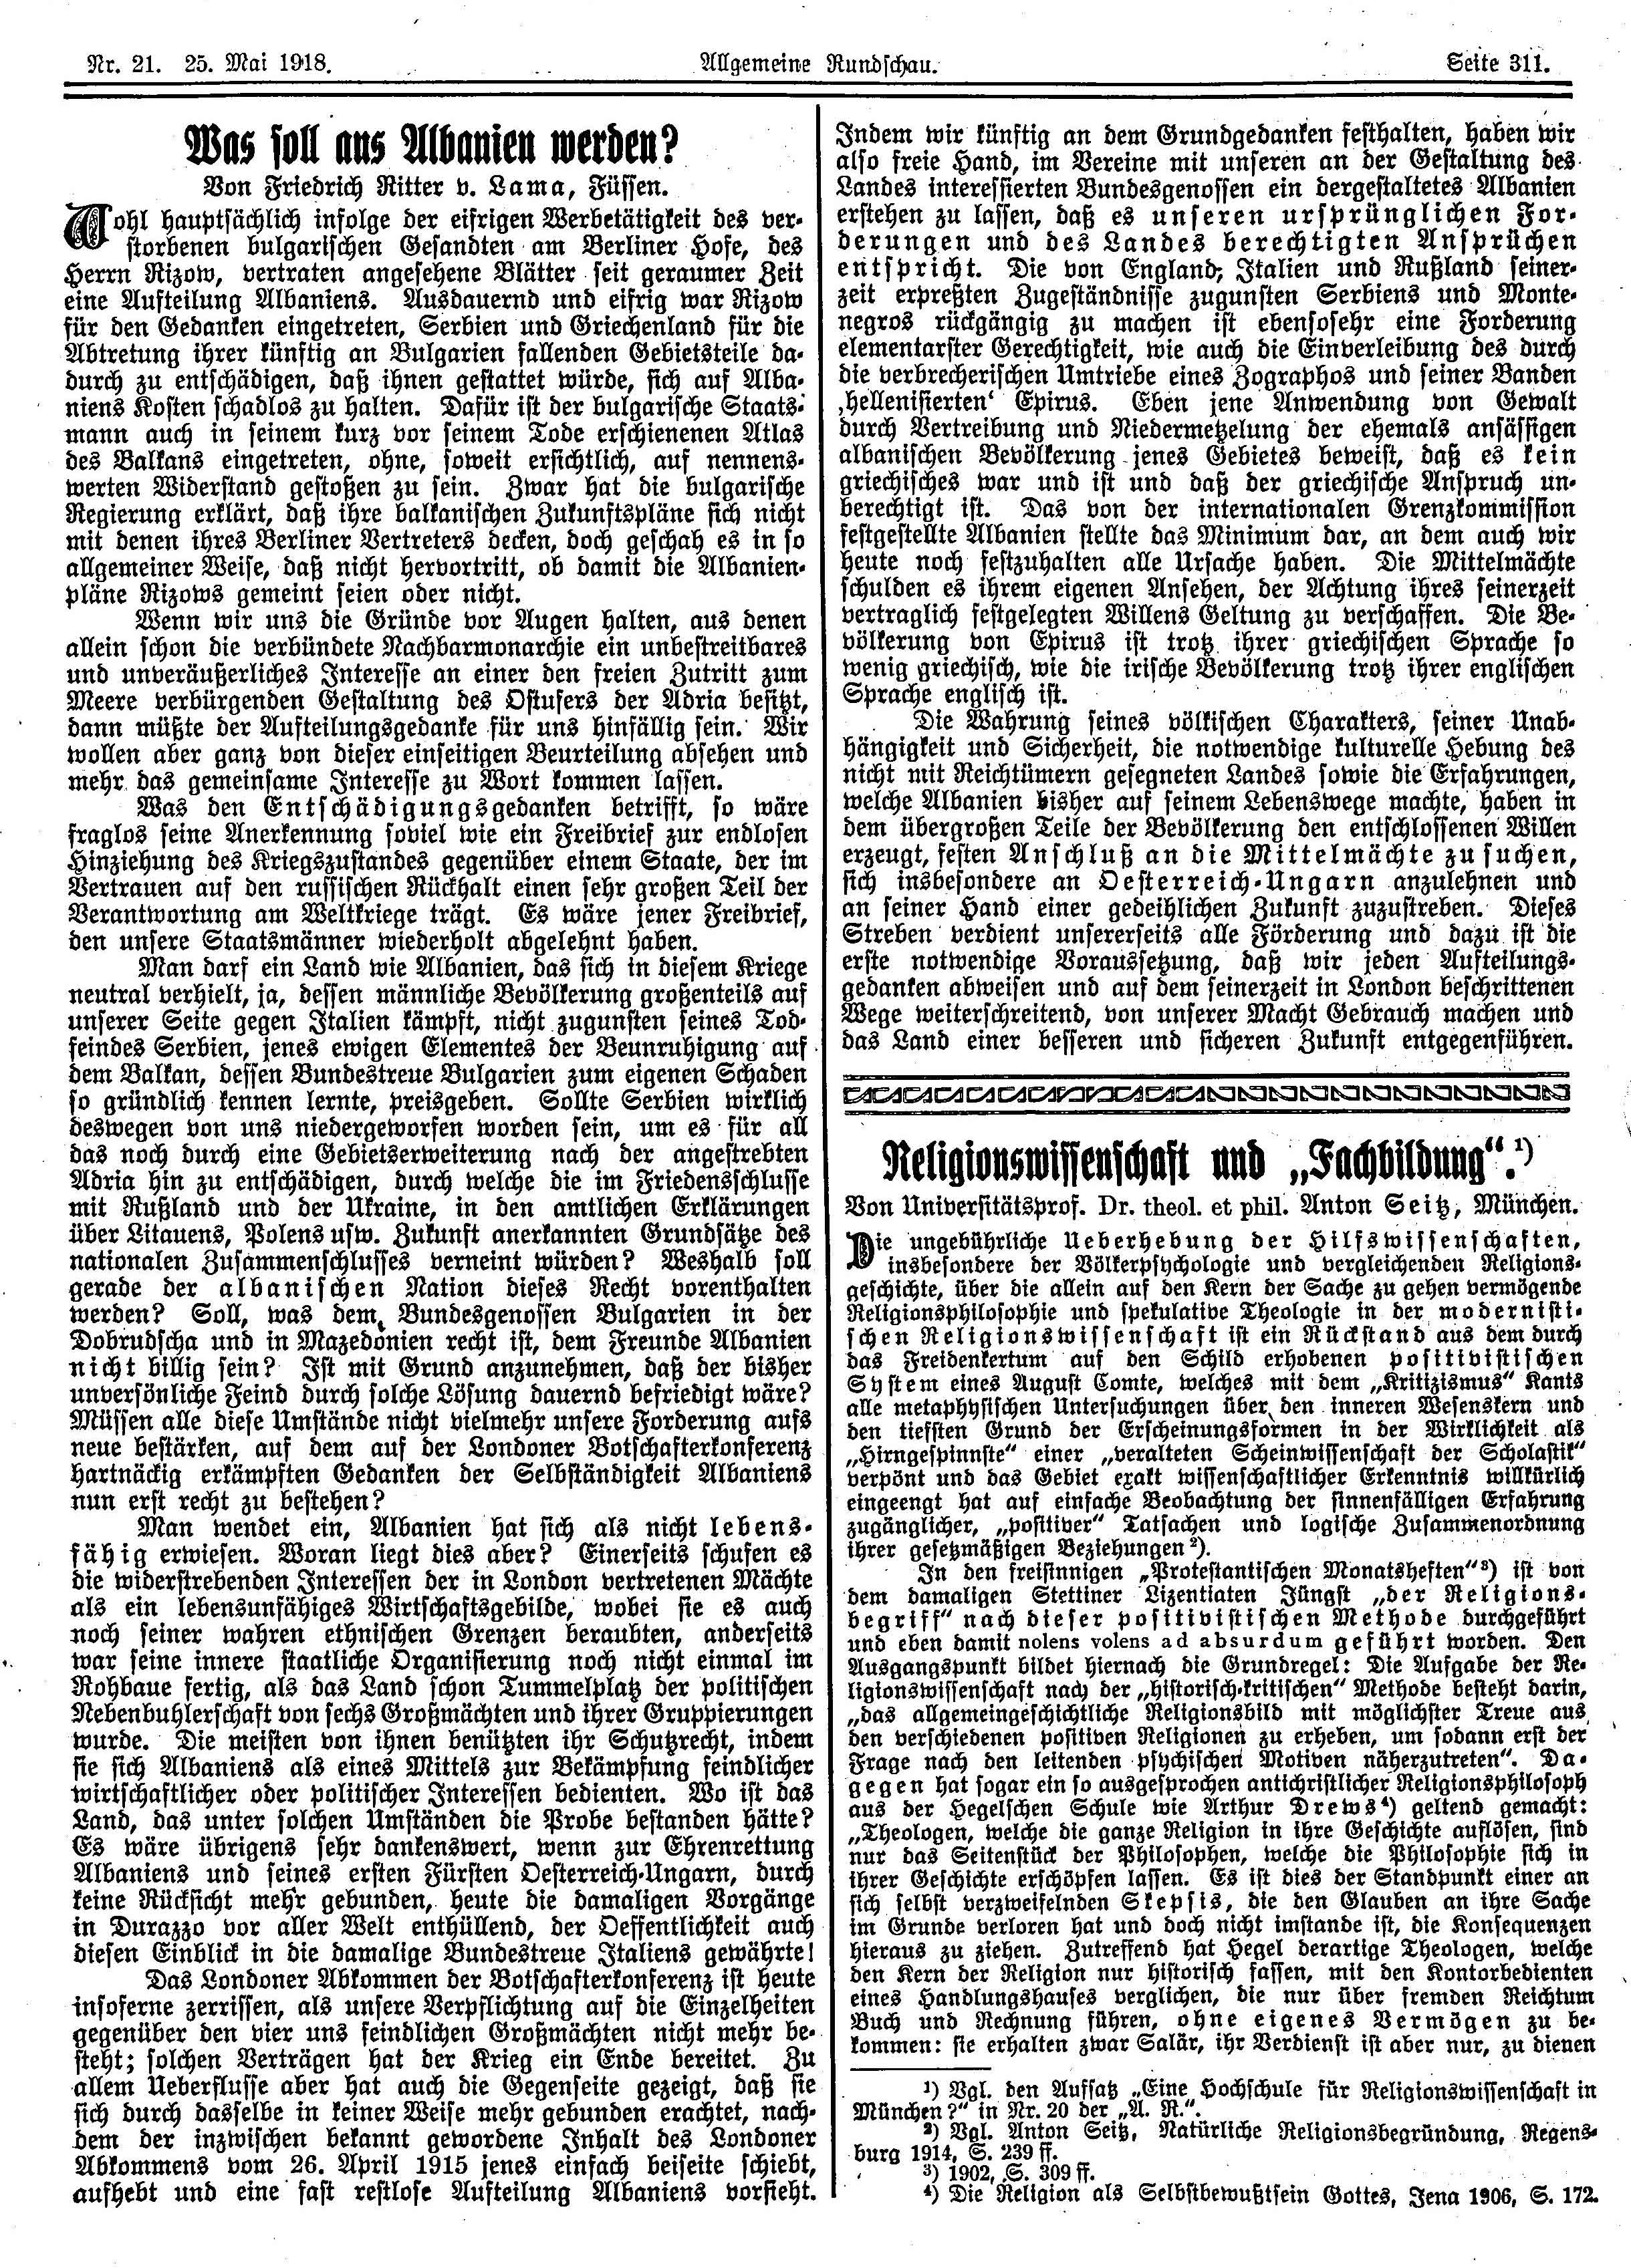 Nr. 21. 25. Mai 1918.
Allgemeine Rundschau.
Seite 311.
Was soll aus Albanien werden?
Von Friedrich Ritter v. Lama, Füssen.
Wohl hauptsächlich infolge der eifrigen Werbetätigkeit des ver-
storbenen bulgarischen Gesandten am Berliner Hofe, des
Herrn Rizow, vertraten angesehene Blätter seit geraumer Zeit
eine Aufteilung Albaniens. Ausdauernd und eifrig war Rizow
für den Gedanken eingetreten, Serbien und Griechenland für die
Abtretung ihrer künftig an Bulgarien fallenden Gebietsteile da-
durch zu entschädigen, daß ihnen gestattet würde, sich auf Alba-
niens Kosten schadlos zu halten. Dafür ist der bulgarische Staats-
mann auch in seinem kurz vor seinem Tode erschienenen Atlas
des Balkans eingetreten, ohne, soweit ersichtlich, auf nennens-
werten Widerstand gestoßen zu sein. Zwar hat die bulgarische
Regierung erklärt, daß ihre balkanischen Zukunftspläne sich nicht
mit denen ihres Berliner Vertreters decken, doch geschah es in so
allgemeiner Weise, daß nicht hervortritt, ob damit die Albanien-
pläne Rizows gemeint seien oder nicht.
Wenn wir uns die Gründe vor Augen halten, aus denen
allein schon die verbündete Nachbarmonarchie ein unbestreitbares
und unveräußerliches Interesse an einer den freien Zutritt zum
Meere verbürgenden Gestaltung des Ostufers der Adria besitzt,
dann müßte der Aufteilungsgedanke für uns hinfällig sein. Wir
wollen aber ganz von dieser einseitigen Beurteilung absehen und
mehr das gemeinsame Interesse zu Wort kommen lassen.
Was den Entschädigungsgedanken betrifft, so wäre
fraglos seine Anerkennung soviel wie ein Freibrief zur endlosen
Hinziehung des Kriegszustandes gegenüber einem Staate, der im
Vertrauen auf den russischen Rückhalt einen sehr großen Teil der
Verantwortung am Weltkriege trägt. Es wäre jener Freibrief,
den unsere Staatsmänner wiederholt abgelehnt haben.
Man darf ein Land wie Albanien, das sich in diesem Kriege
neutral verhielt, ja, dessen männliche Bevölkerung großenteils auf
unserer Seite gegen Italien kämpft, nicht zugunsten seines Tod-
feindes Serbien, jenes ewigen Elementes der Beunruhigung auf
dem Balkan, dessen Bundestreue Bulgarien zum eigenen Schaden
so gründlich kennen lernte, preisgeben. Sollte Serbien wirklich
deswegen von uns niedergeworfen worden sein, um es für all
das noch durch eine Gebietserweiterung nach der angestrebten
Adria hin zu entschädigen, durch welche die im Friedensschlusse
mit Rußland und der Ukraine, in den amtlichen Erklärungen
über Litauens, Polens usw. Zukunft anerkannten Grundsätze des
nationalen Zusammenschlusses verneint würden? Weshalb soll
gerade der albanischen Nation dieses Recht vorenthalten
werden? Soll, was dem Bundesgenossen Bulgarien in der
Dobrudscha und in Mazedonien recht ist, dem Freunde Albanien
nicht billig sein? Ist mit Grund anzunehmen, daß der bisher
unversönliche Feind durch solche Lösung dauernd befriedigt wäre?
Müssen alle diese Umstände nicht vielmehr unsere Forderung aufs
neue bestärken, auf dem auf der Londoner Botschafterkonferenz
hartnäckig erkämpften Gedanken der Selbständigkeit Albaniens
nun erst recht zu bestehen?
Man wendet ein, Albanien hat sich als nicht lebens-
fähig erwiesen. Woran liegt dies aber? Einerseits schufen es
die widerstrebenden Interessen der in London vertretenen Mächte
als ein lebensunfähiges Wirtschaftsgebilde, wobei sie es auch
noch seiner wahren ethnischen Grenzen beraubten, anderseits
war seine innere staatliche Organisierung noch nicht einmal im
Rohbaue fertig, als das Land schon Tummelplatz der politischen
Nebenbuhlerschaft von sechs Großmächten und ihrer Gruppierungen
wurde. Die meisten von ihnen benützten ihr Schutzrecht, indem
sie sich Albaniens als eines Mittels zur Bekämpfung feindlicher
wirtschaftlicher oder politischer Interessen bedienten. Wo ist das
Land, das unter solchen Umständen die Probe bestanden hätte?
Es wäre übrigens sehr dankenswert, wenn zur Ehrenrettung
Albaniens und seines ersten Fürsten Oesterreich-Ungarn, durch
keine Rücksicht mehr gebunden, heute die damaligen Vorgänge
in Durazzo vor aller Welt enthüllend, der Oeffentlichkeit auch
diesen Einblick in die damalige Bundestreue Italiens gewährte!
Das Londoner Abkommen der Botschafterkonferenz ist heute
insoferne zerrissen, als unsere Verpflichtung auf die Einzelheiten
gegenüber den vier uns feindlichen Großmächten nicht mehr be-
steht; solchen Verträgen hat der Krieg ein Ende bereitet. Zu
allem Ueberflusse aber hat auch die Gegenseite gezeigt, daß sie
sich durch dasselbe in keiner Weise mehr gebunden erachtet, nach-
dem der inzwischen bekannt gewordene Inhalt des Londoner
Abkommens vom 26. April 1915 jenes einfach beiseite schiebt,
aufhebt und eine fast restlose Aufteilung Albaniens vorsieht.
Indem wir künftig an dem Grundgedanken festhalten, haben wir
also freie Hand, im Vereine mit unseren an der Gestaltung des
Landes interessierten Bundesgenossen ein dergestaltetes Albanien
erstehen zu lassen, daß es unseren ursprünglichen For-
derungen und des Landes berechtigten Ansprüchen
entspricht. Die von England, Italien und Rußland seiner-
zeit erpreßten Zugeständnisse zugunsten Serbiens und Monte-
negros rückgängig zu machen ist ebensosehr eine Forderung
elementarster Gerechtigkeit, wie auch die Einverleibung des durch
die verbrecherischen Umtriebe eines Zographos und seiner Banden
‚hellenisierten‘ Epirus. Eben jene Anwendung von Gewalt
durch Vertreibung und Niedermetzelung der ehemals ansässigen
albanischen Bevölkerung jenes Gebietes beweist, daß es kein
griechisches war und ist und daß der griechische Anspruch un-
berechtigt ist. Das von der internationalen Grenzkommission
festgestellte Albanien stellte das Minimum dar, an dem auch wir
heute noch festzuhalten alle Ursache haben. Die Mittelmächte
schulden es ihrem eigenen Ansehen, der Achtung ihres seinerzeit
vertraglich festgelegten Willens Geltung zu verschaffen. Die Be-
völkerung von Epirus ist trotz ihrer griechischen Sprache so
wenig griechisch, wie die irische Bevölkerung trotz ihrer englischen
Sprache englisch ist.
Die Wahrung seines völkischen Charakters, seiner Unab-
hängigkeit und Sicherheit, die notwendige kulturelle Hebung des
nicht mit Reichtümern gesegneten Landes sowie die Erfahrungen,
welche Albanien bisher auf seinem Lebenswege machte, haben in
dem übergroßen Teile der Bevölkerung den entschlossenen Willen
erzeugt, festen Anschluß an die Mittelmächte zu suchen,
sich insbesondere an Oesterreich-Ungarn anzulehnen und
an seiner Hand einer gedeihlichen Zukunft zuzustreben. Dieses
Streben verdient unsererseits alle Förderung und dazu ist die
erste notwendige Voraussetzung, daß wir jeden Aufteilungs-
gedanken abweisen und auf dem seinerzeit in London beschrittenen
Wege weiterschreitend, von unserer Macht Gebrauch machen und
das Land einer besseren und sicheren Zukunft entgegenführen.
Religionswissenschaft und „Fachbildung“.¹)
Von Universitätsprof. Dr. theol. et phil. Anton Seitz, München.
Die ungebührliche Ueberhebung der Hilfswissenschaften,
insbesondere der Völkerpsychologie und vergleichenden Religions-
geschichte, über die allein auf den Kern der Sache zu gehen vermögende
Religionsphilosophie und spekulative Theologie in der modernisti-
schen Religionswissenschaft ist ein Rückstand aus dem durch
das Freidenkertum auf den Schild erhobenen positivistischen
System eines August Comte, welches mit dem „Kritizismus“ Kants
alle metaphysischen Untersuchungen über den inneren Wesenskern und
den tiefsten Grund der Erscheinungsformen in der Wirklichkeit als
„Hirngespinnste“ einer „veralteten Scheinwissenschaft der Scholastik“
verpönt und das Gebiet exakt wissenschaftlicher Erkenntnis willkürlich
eingeengt hat auf einfache Beobachtung der sinnenfälligen Erfahrung
zugänglicher, „positiver“ Tatsachen und logische Zusammenordnung
ihrer gesetzmäßigen Beziehungen²).
In den freisinnigen „Protestantischen Monatsheften“³) ist von
dem damaligen Stettiner Lizentiaten Jüngst „der Religions-
begriff“ nach dieser positivistischen Methode durchgeführt
und eben damit nolens volens ad absurdum geführt worden. Den
Ausgangspunkt bildet hiernach die Grundregel: Die Aufgabe der Re-
ligionswissenschaft nach der „historisch-kritischen“ Methode besteht darin,
„das allgemeingeschichtliche Religionsbild mit möglichster Treue aus
den verschiedenen positiven Religionen zu erheben, um sodann erst der
Frage nach den leitenden psychischen Motiven näherzutreten“. Da-
gegen hat sogar ein so ausgesprochen antichristlicher Religionsphilosoph
aus der Hegelschen Schule wie Arthur Drews⁴) geltend gemacht:
„Theologen, welche die ganze Religion in ihre Geschichte auflösen, sind
nur das Seitenstück der Philosophen, welche die Philosophie sich in
ihrer Geschichte erschöpfen lassen. Es ist dies der Standpunkt einer an
sich selbst verzweifelnden Skepsis, die den Glauben an ihre Sache
im Grunde verloren hat und doch nicht imstande ist, die Konsequenzen
hieraus zu ziehen. Zutreffend hat Hegel derartige Theologen, welche
den Kern der Religion nur historisch fassen, mit den Kontorbedienten
eines Handlungshauses verglichen, die nur über fremden Reichtum
Buch und Rechnung führen, ohne eigenes Vermögen zu be-
kommen: sie erhalten zwar Salär, ihr Verdienst ist aber nur, zu dienen
¹) Vgl. den Aufsatz „Eine Hochschule für Religionswissenschaft in
München?“ in Nr. 20 der „A. R.“.
²) Vgl. Anton Seitz, Natürliche Religionsbegründung, Regens-
burg 1914, S. 239 ff.
³) 1902, S. 309 ff.
⁴) Die Religion als Selbstbewußtsein Gottes, Jena 1906, S. 172.